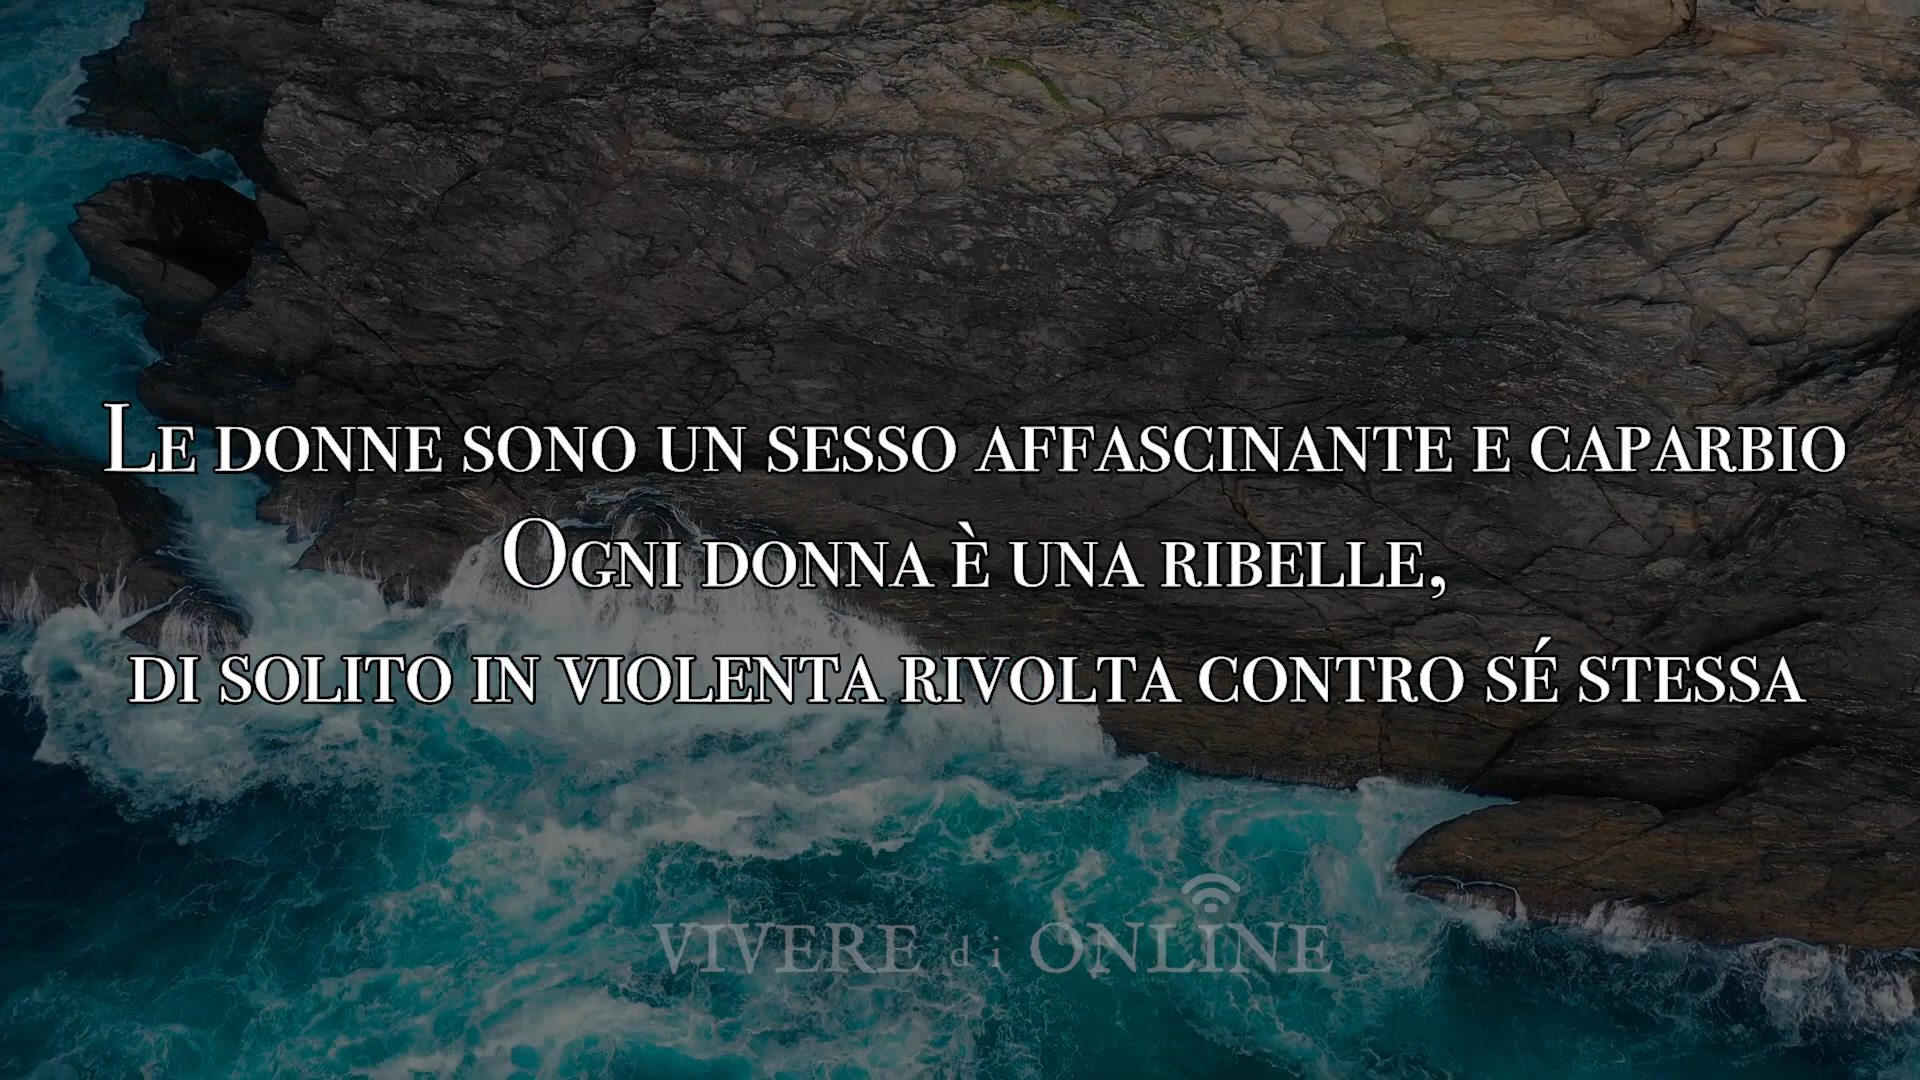 Le donne sono un sesso affascinante e caparbio
Ogni donna è una ribelle,
di solito in violenta rivolta contro sé stessa
VIVERE di ONLINE